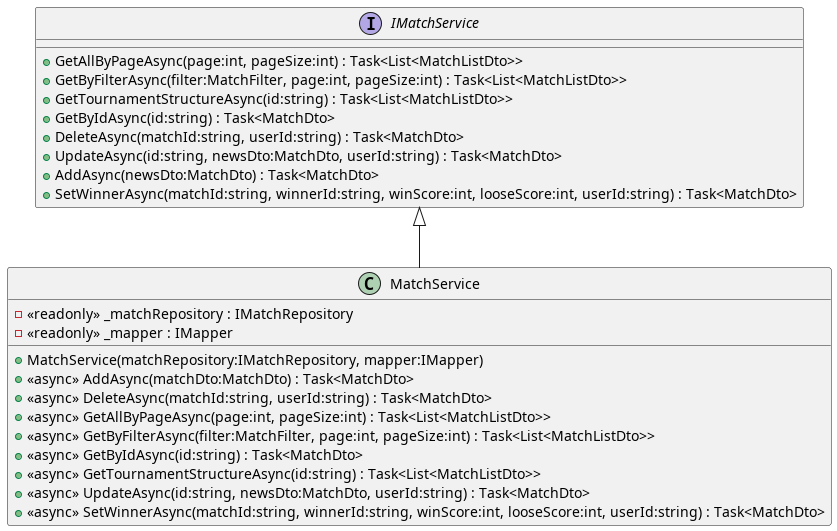 I IMatchService
GetAllByPageAsync(page:int, pageSize:int) : Task<List<MatchListDto>>
GetByFilterAsync(filter:MatchFilter, page:int, pageSize:int) : Task<List<MatchListDto>>
GetTournamentStructureAsync(id:string) : Task<List<MatchListDto>>
GetByIdAsync(id:string) : Task<MatchDto>
DeleteAsync(matchId:string, userId:string) : Task<MatchDto>
UpdateAsync(id:string, newsDto:MatchDto, userId:string) : Task<MatchDto>
AddAsync(newsDto:MatchDto) : Task<MatchDto>
SetWinnerAsync(matchId:string, winnerId:string, winScore:int, looseScore:int, userId:string) : Task<MatchDto>
C MatchService
«readonly» _matchRepository : IMatchRepository
«readonly» _mapper : IMapper
MatchService(matchRepository:IMatchRepository, mapper:IMapper)
«async» AddAsync(matchDto:MatchDto) : Task<MatchDto>
«async» DeleteAsync(matchId:string, userId:string) : Task<MatchDto>
«async» GetAllByPageAsync(page:int, pageSize:int) : Task<List<MatchListDto>>
«async» GetByFilterAsync(filter:MatchFilter, page:int, pageSize:int) : Task<List<MatchListDto>>
«async» GetByIdAsync(id:string) : Task<MatchDto>
«async» GetTournamentStructureAsync(id:string) : Task<List<MatchListDto>>
«async» UpdateAsync(id:string, newsDto:MatchDto, userId:string) : Task<MatchDto>
«async» SetWinnerAsync(matchId:string, winnerId:string, winScore:int, looseScore:int, userId:string) : Task<MatchDto>